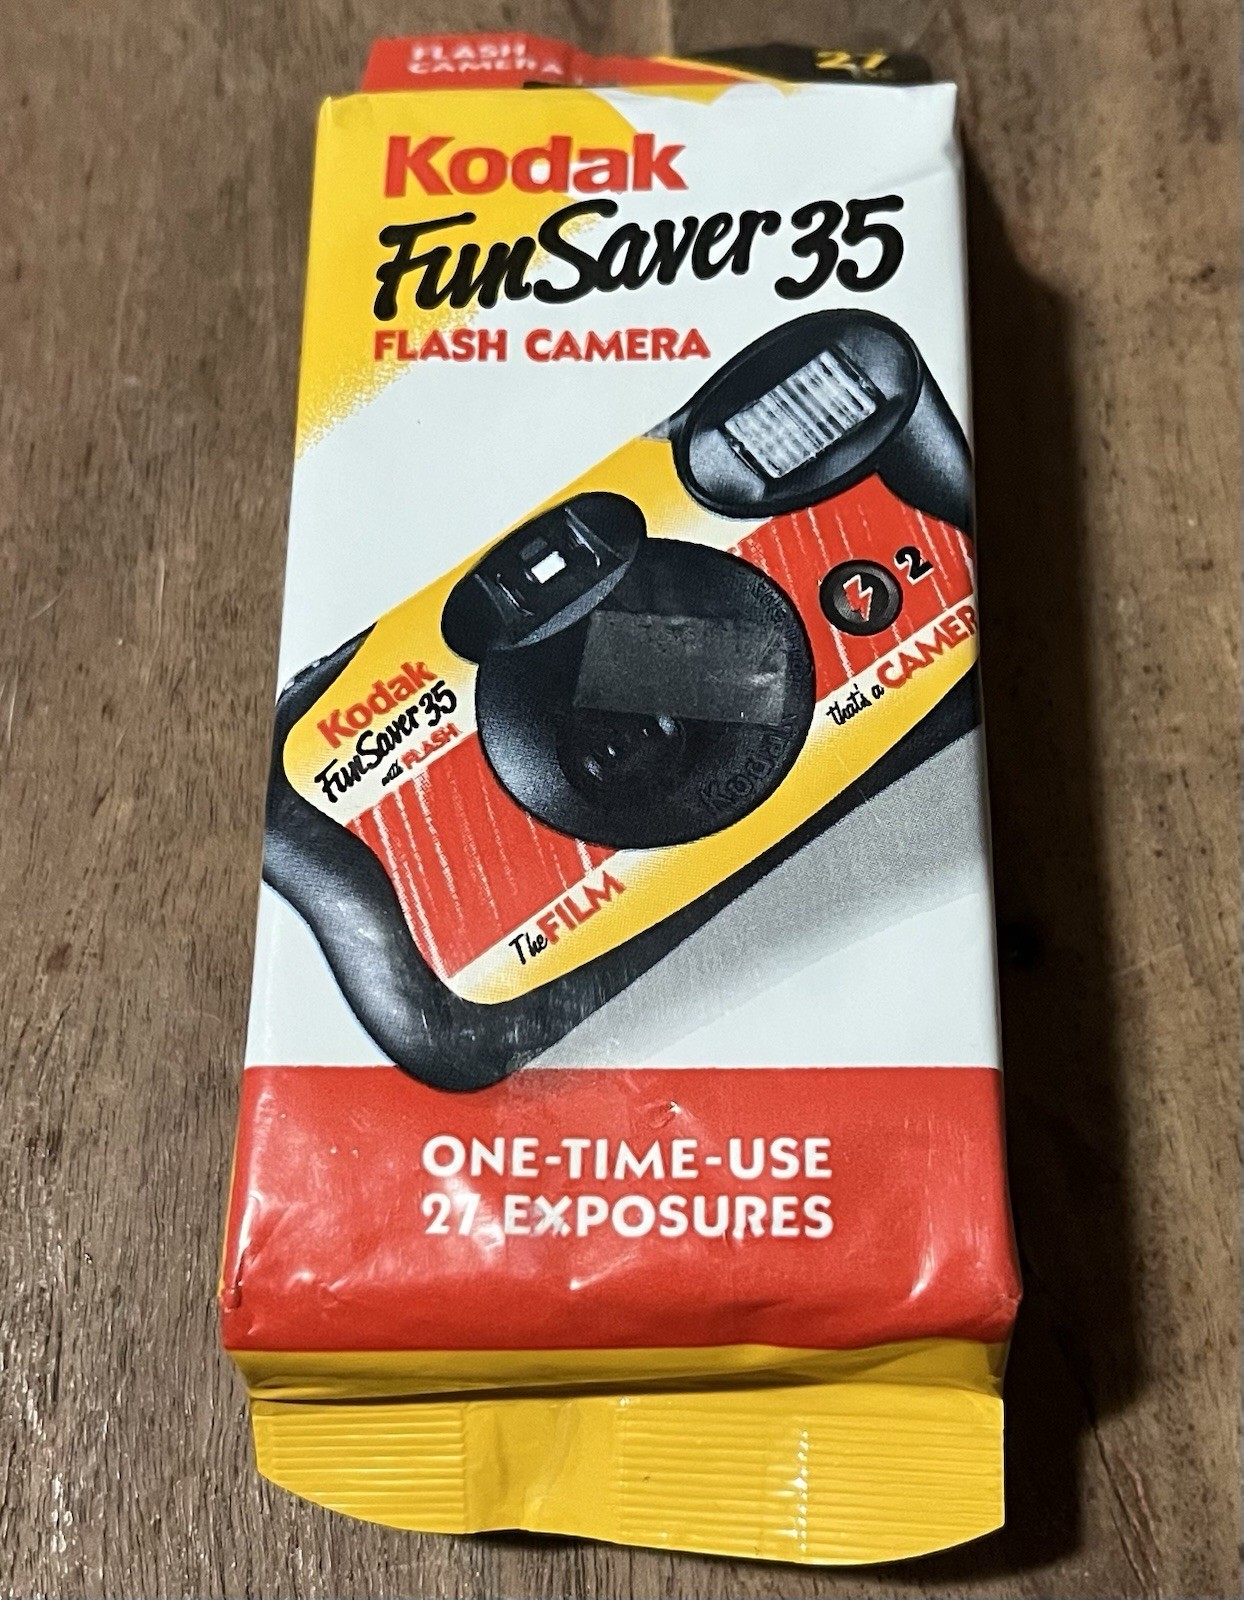 FLASH
CAMERA
27
Kodak
FunSaver 35
FLASH CAMERA
2
that's a CAMER
Kodak
FunSaver 35
with FLASH
Kodak
The FILM
ONE-TIME-USE
27 EXPOSURES